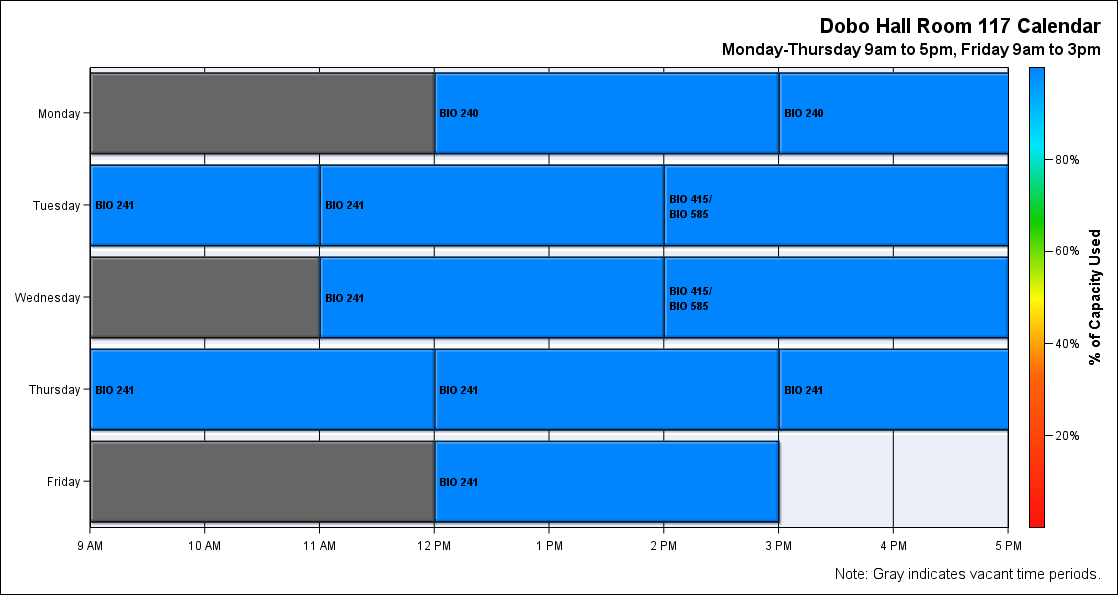 Dobo Hall Room 117 Calendar
Monday-Thursday 9am to 5pm, Friday 9am to 3pm
Monday
BIO 240
BIO 240
Tuesday
BIO 241
BIO 241
BIO 415/
BIO 585
Wednesday
BIO 241
BIO 415/
BIO 585
Thursday
BIO 241
BIO 241
BIO 241
Friday
BIO 241
9 AM
10 AM
11 AM
12 PM
1 PM
2 PM
3 PM
4 PM
5 PM
80%
60%
40%
20%
% of Capacity Used
Note: Gray indicates vacant time periods.